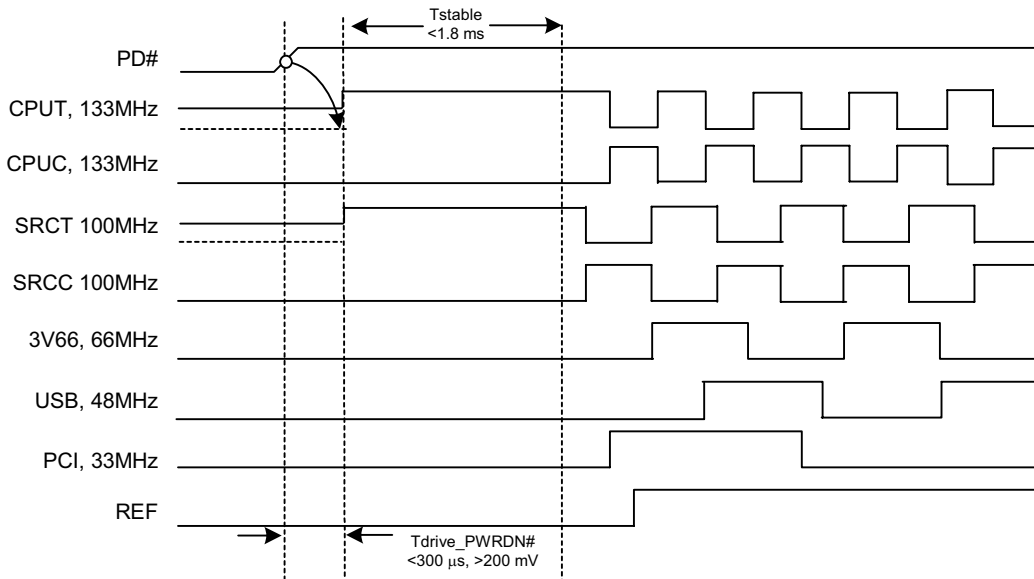 Tstable
<1.8 ms
PD#
CPUT, 133MHz
CPUC, 133MHz
SRCT 100MHz
SRCC 100MHz
3V66, 66MHz
USB, 48MHz
PCI, 33MHz
REF
Tdrive_PWRDN#
<300 μs, >200 mV